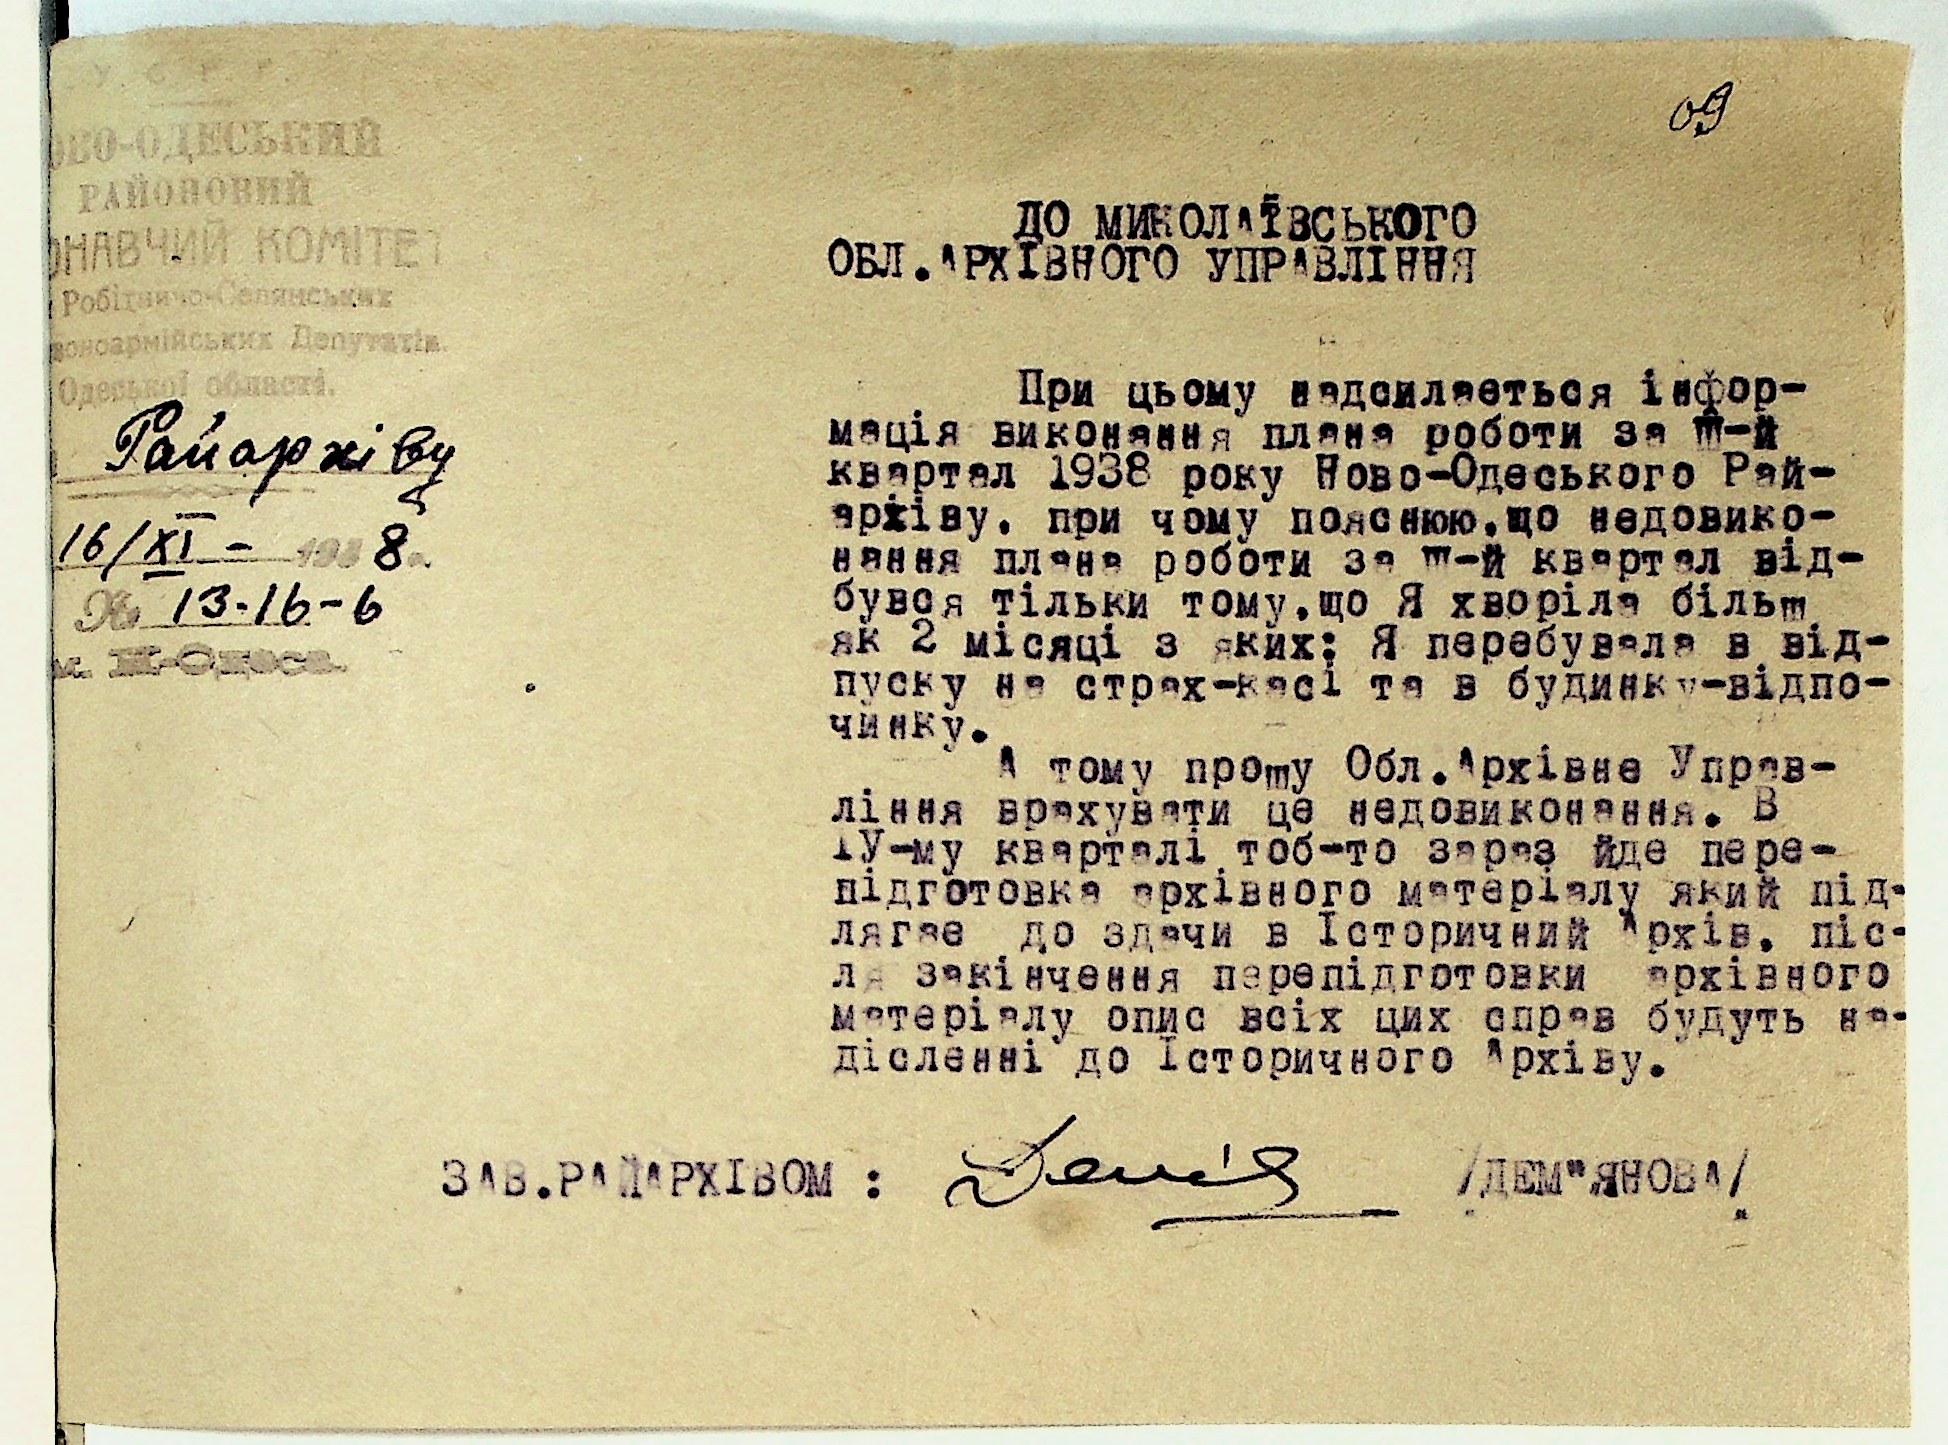 У С Р Р.
ОВО-ОДЕСЬКИЙ
РАЙОНОВИЙ
ОНАВЧИЙ КОМІТЕТ
Робітничо-Селянських
воноармійських Депутатів.
Одеської області.
Райархіву
16/XI - 1938 р.
№ 13-16-6
м. Н-Одеса.
09
ДО МИКОЛАЇВСЬКОГО
ОБЛ.АРХІВНОГО УПРАВЛІННЯ
При цьому надсилається інфор-
мація виконання плана роботи за Ш-й
квартал 1938 року Ново-Одеського Рай-
архіву. при чому пояснюю.що недовико-
нання плана роботи за ш-й квартал від-
бувся тільки тому.що Я хворіла більш
як 2 місяці з яких: Я перебувала в від-
пуску на страх-касі та в будинку-відпо-
чинку.
А тому прошу Обл.Архівне Управ-
ління врахувати це недовиконання. В
ІУ-му кварталі тоб-то зараз йде пере-
підготовка архівного матеріалу який під-
лягає до здачи в Історичний Архів. піс-
ля закінчення перепідготовки архівного
матеріалу опис всіх цих справ будуть на-
дісленні до Історичного Архіву.
ЗАВ.РАЙАРХІВОМ : Дем'я /ДЕМ"ЯНОВА/